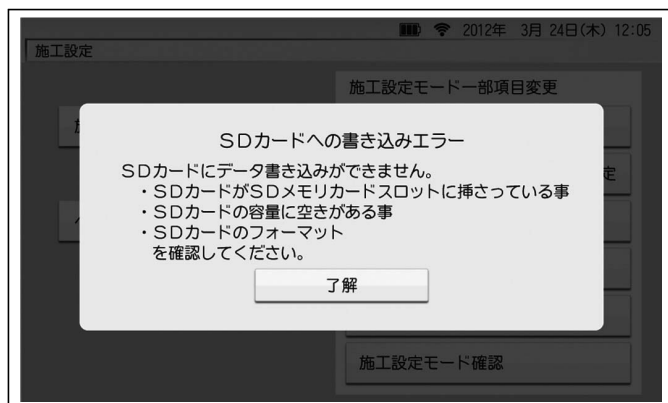 2012年 3月 24日(木) 12:05
施工設定
施工設定モード一部項目変更
SDカードへの書き込みエラー
SDカードにデータ書き込みができません。
・SDカードがSDメモリカードスロットに挿さっている事
・SDカードの容量に空きがある事
・SDカードのフォーマット
を確認してください。
定
了解
施工設定モード確認